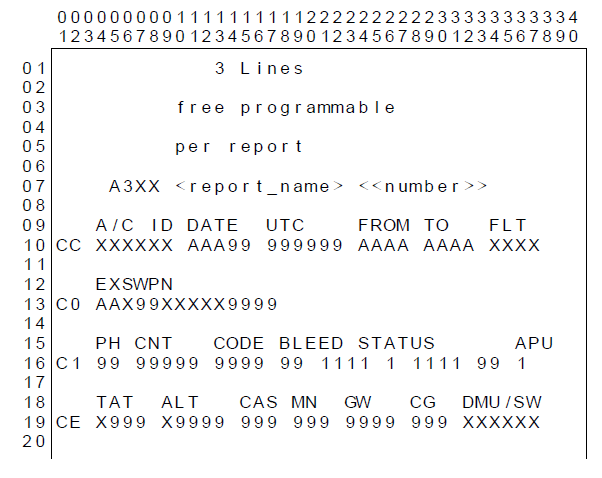 0000000001111111111222222222233333333334
1234567890123456789012345678901234567890
01 3 Lines
02
03 free programmable
04
05 per report
06
07 A3XX <report_name> <<number>>
08
09 A/C ID DATE UTC FROM TO FLT
10 CC XXXXXX AAA99 999999 AAAA AAAA XXXX
11
12 EXSWPN
13 C0 AAX99XXXXX9999
14
15 PH CNT CODE BLEED STATUS APU
16 C1 99 99999 9999 99 1111 1 1111 99 1
17
18 TAT ALT CAS MN GW CG DMU/SW
19 CE X999 X9999 999 999 9999 999 XXXXXX
20